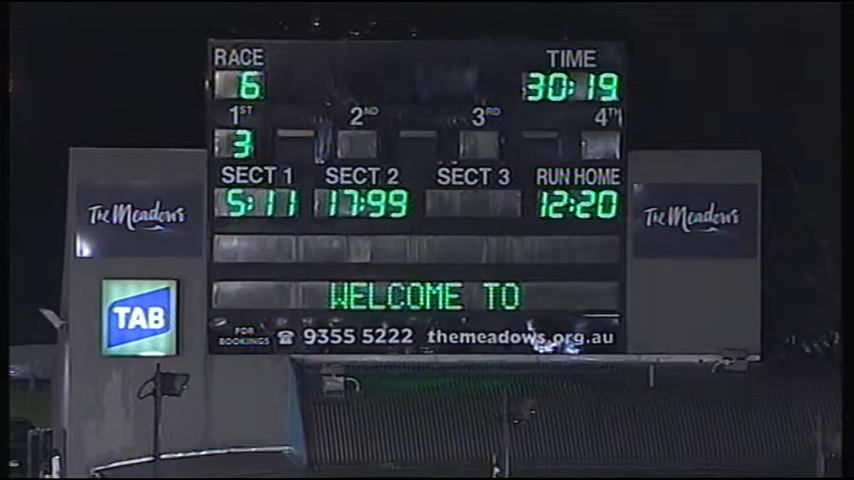 RACE TIME
6 30:19
1ST 2ND 3RD 4TH
3
SECT 1 SECT 2 SECT 3 RUN HOME
5:11 17:99 12:20
The Meadows
The Meadows
WELCOME TO
TAB
FOR BOOKINGS ☎ 9355 5222 themeadows.org.au